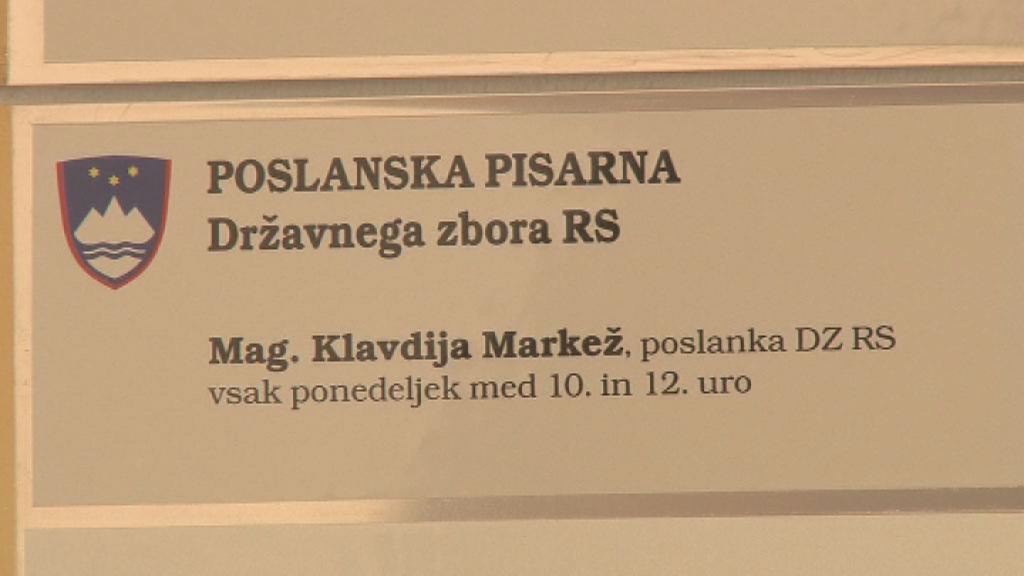 POSLANSKA PISARNA
Državnega zbora RS
Mag. Klavdija Markež, poslanka DZ RS
vsak ponedeljek med 10. in 12. uro